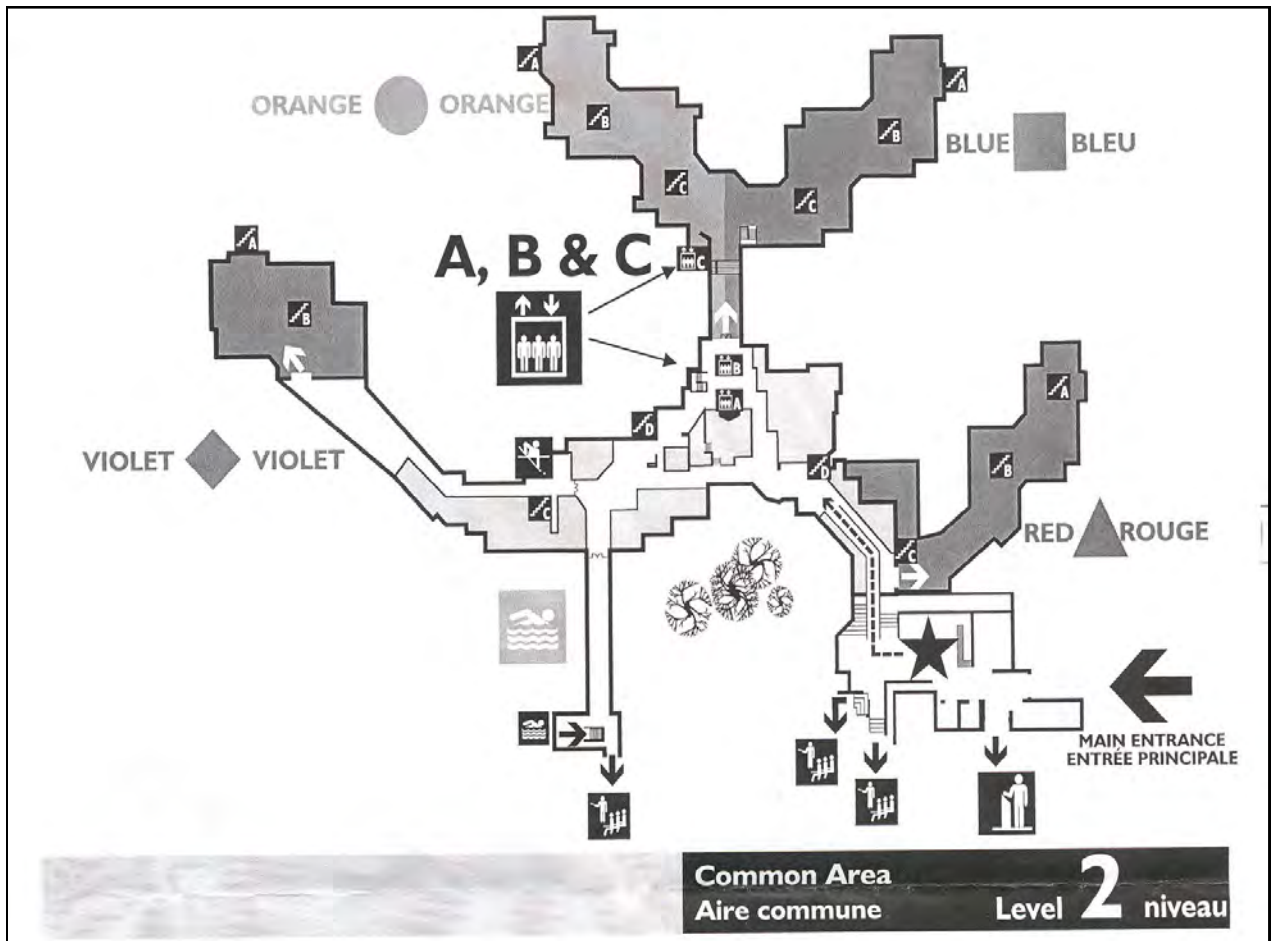 A
ORANGE ORANGE
B
C
A
B
BLUE BLEU
C
A, B & C
C
A
B
B
A
D
A
B
VIOLET VIOLET
C
D
RED ROUGE
C
MAIN ENTRANCE
ENTRÉE PRINCIPALE
Common Area
Aire commune
Level 2 niveau